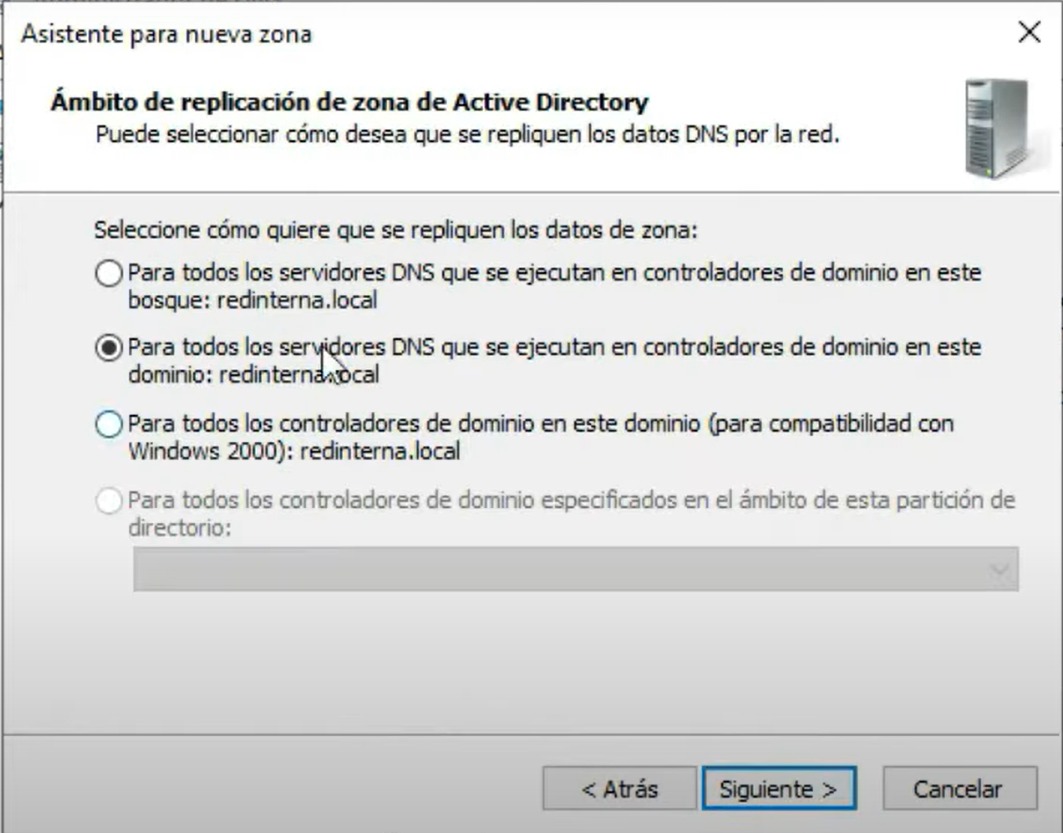 Asistente para nueva zona
Ámbito de replicación de zona de Active Directory
Puede seleccionar cómo desea que se repliquen los datos DNS por la red.
Seleccione cómo quiere que se repliquen los datos de zona:
Para todos los servidores DNS que se ejecutan en controladores de dominio en este
bosque: redinterna.local
Para todos los servidores DNS que se ejecutan en controladores de dominio en este
dominio: redinterna.local
Para todos los controladores de dominio en este dominio (para compatibilidad con
Windows 2000): redinterna.local
Para todos los controladores de dominio especificados en el ámbito de esta partición de
directorio:
< Atrás
Siguiente >
Cancelar